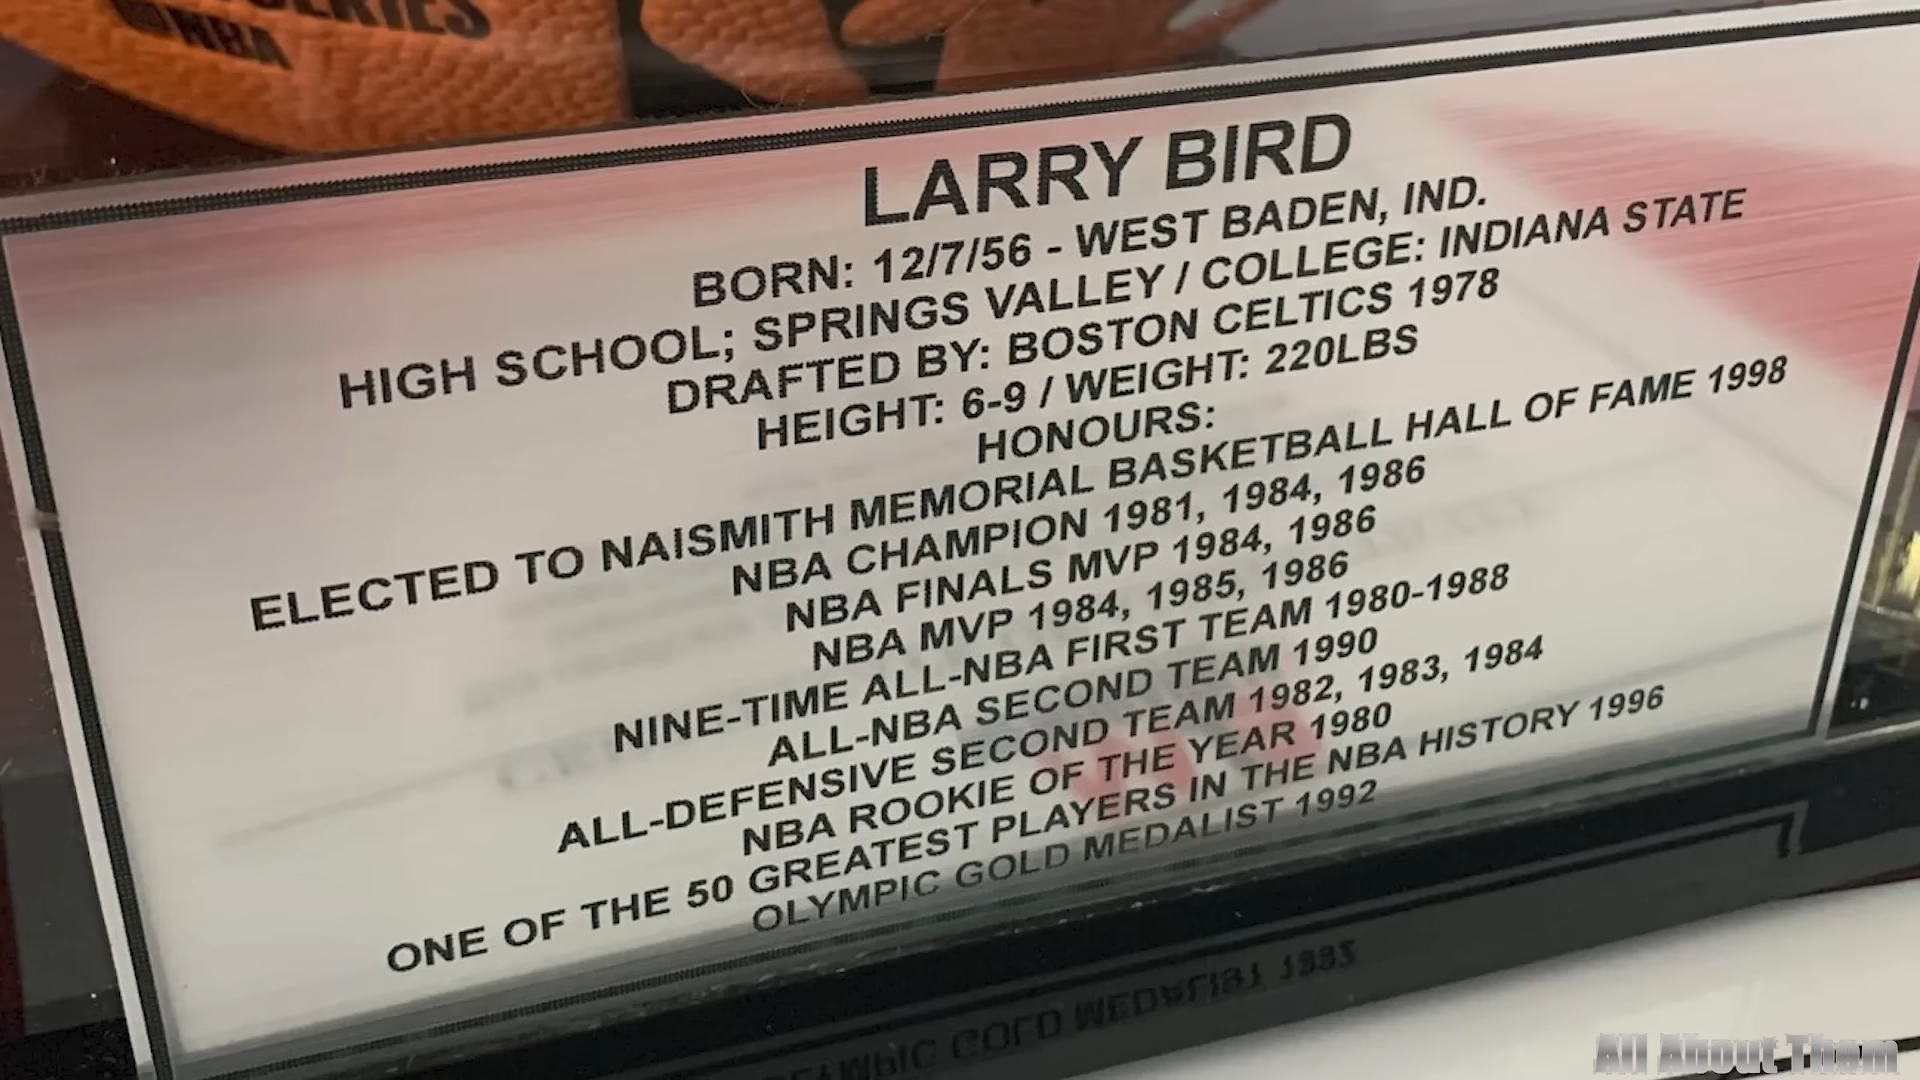 SERIES
NBA
LARRY BIRD
BORN: 12/7/56 - WEST BADEN, IND.
HIGH SCHOOL; SPRINGS VALLEY / COLLEGE: INDIANA STATE
DRAFTED BY: BOSTON CELTICS 1978
HEIGHT: 6-9 / WEIGHT: 220LBS
HONOURS:
ELECTED TO NAISMITH MEMORIAL BASKETBALL HALL OF FAME 1998
NBA CHAMPION 1981, 1984, 1986
NBA FINALS MVP 1984, 1986
NBA MVP 1984, 1985, 1986
NINE-TIME ALL-NBA FIRST TEAM 1980-1988
ALL-NBA SECOND TEAM 1990
ALL-DEFENSIVE SECOND TEAM 1982, 1983, 1984
NBA ROOKIE OF THE YEAR 1980
ONE OF THE 50 GREATEST PLAYERS IN THE NBA HISTORY 1996
OLYMPIC GOLD MEDALIST 1992
All About Them